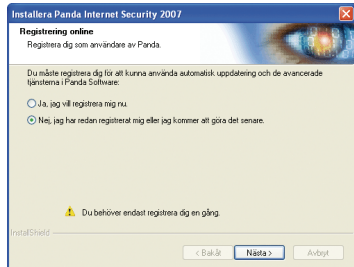 Installera Panda Internet Security 2007
Registrering online
Registrera dig som användare av Panda.
Du måste registrera dig för att kunna använda automatisk uppdatering och de avancerade
tjänsterna i Panda Software:
Ja, jag vill registrera mig nu.
Nej, jag har redan registrerat mig eller jag kommer att göra det senare.
Du behöver endast registrera dig en gång.
InstallShield
< Bakåt
Nästa >
Avbryt